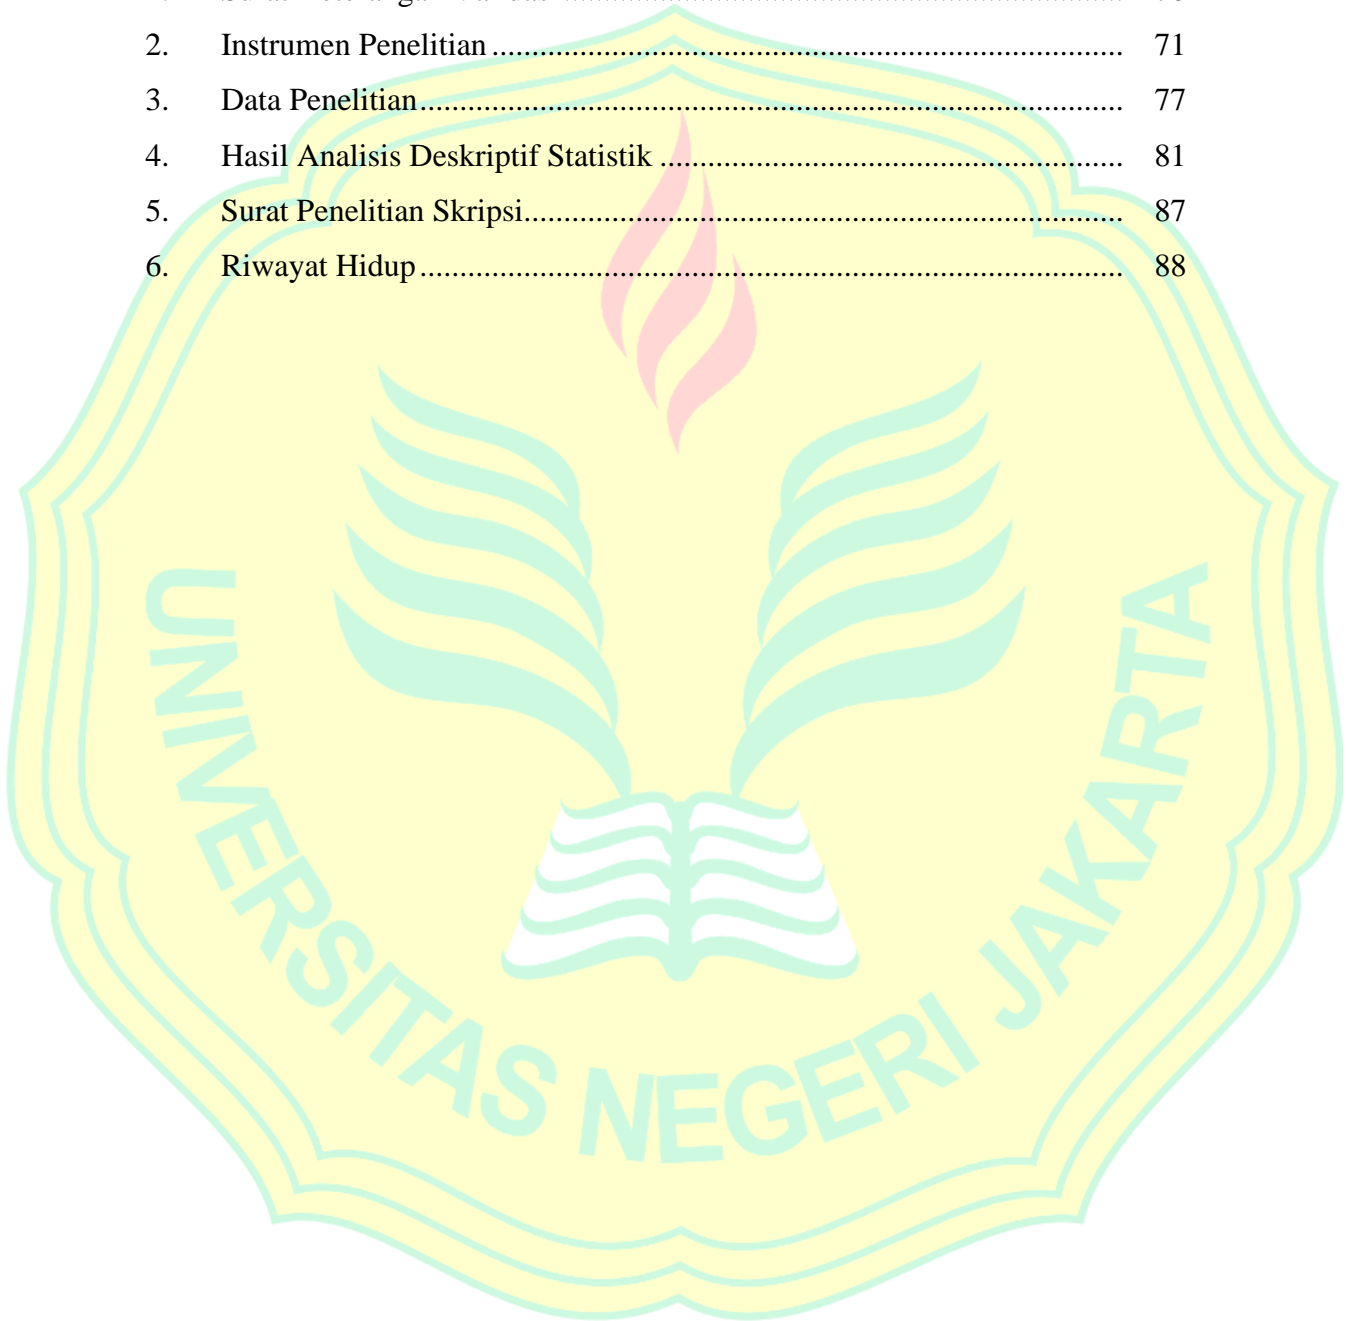 2. Instrumen Penelitian ........................................................................ 71
3. Data Penelitian ........................................................................ 77
4. Hasil Analisis Deskriptif Statistik ........................................................ 81
5. Surat Penelitian Skripsi ........................................................................ 87
6. Riwayat Hidup ........................................................................ 88
UNIVERSITAS NEGERI JAKARTA